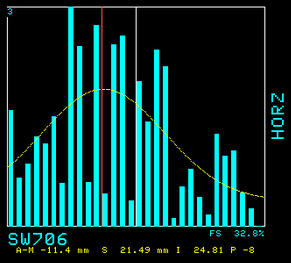 3
HORZ
FS 32.8%
SW706
A-M -11.4 mm S 21.49 mm I 24.81 P -8